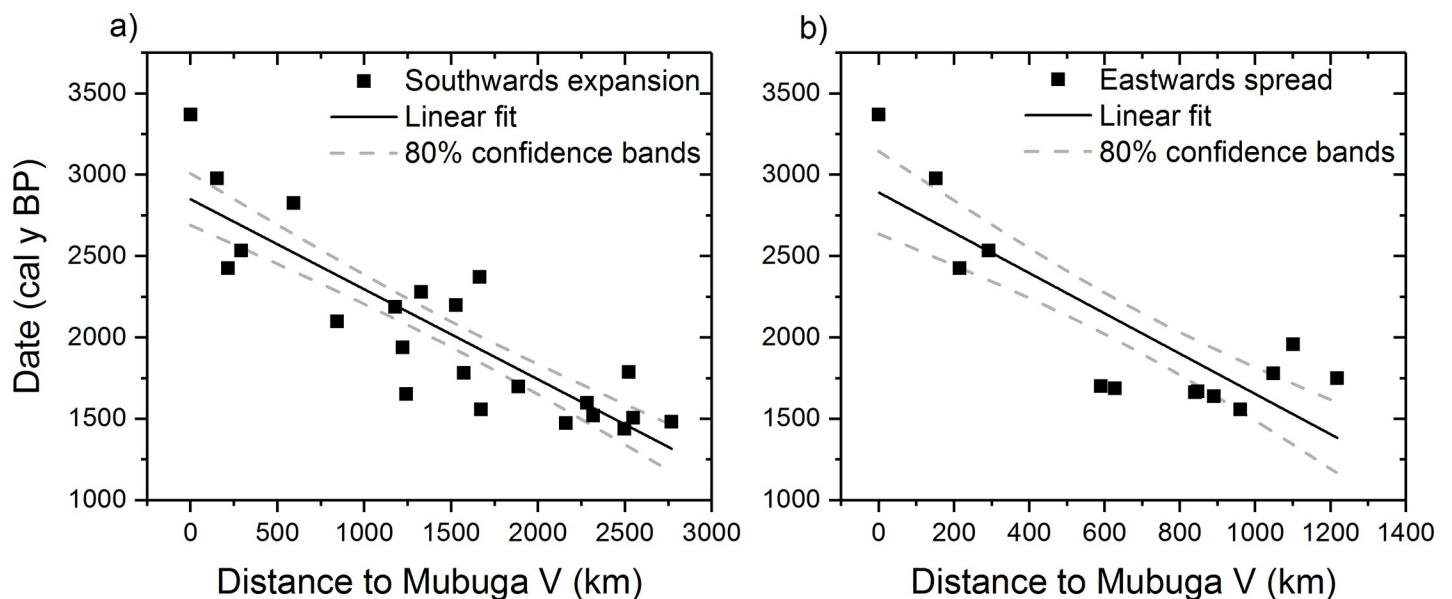 a)
Southwards expansion
Linear fit
80% confidence bands
3500
3000
2500
2000
1500
1000
Date (cal y BP)
0 500 1000 1500 2000 2500 3000
Distance to Mubuga V (km)
b)
Eastwards spread
Linear fit
80% confidence bands
3500
3000
2500
2000
1500
1000
0 200 400 600 800 1000 1200 1400
Distance to Mubuga V (km)